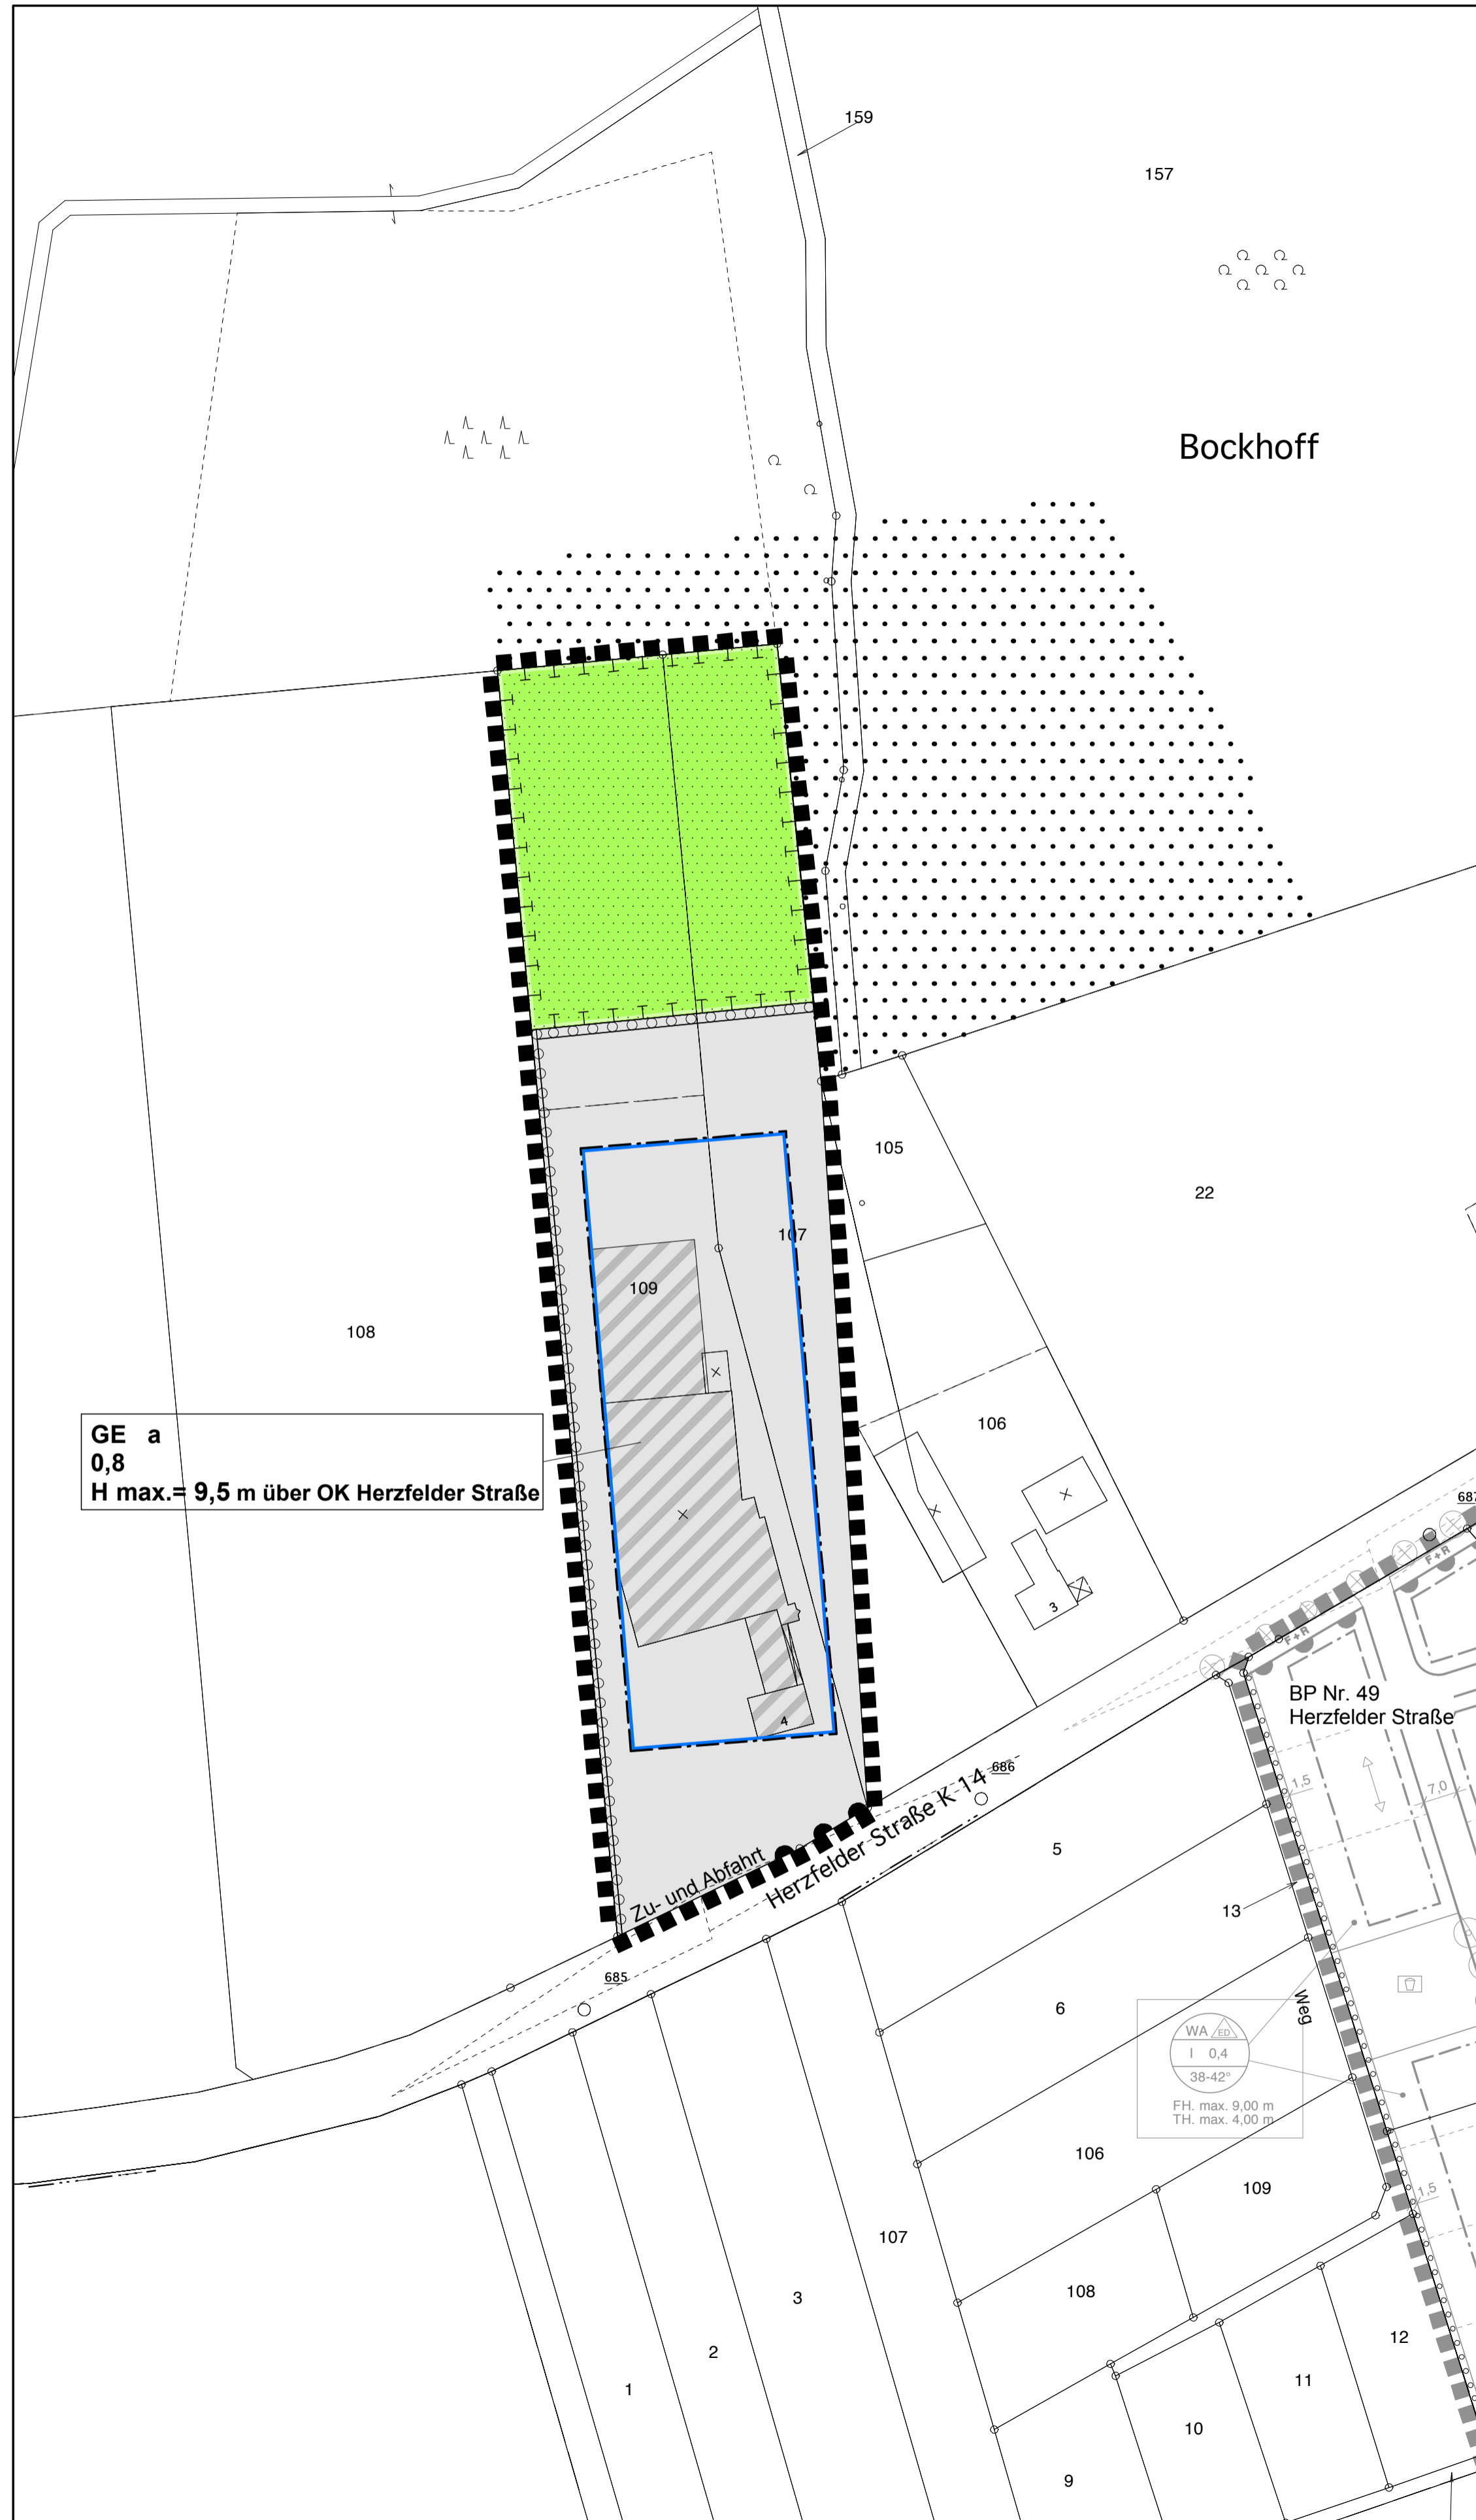 159
157
Bockhoff
105
22
107
109
108
106
GE a
0,8
H max.= 9,5 m über OK Herzfelder Straße
687
F+R
3
F+R
BP Nr. 49
Herzfelder Straße
4
686
Herzfelder Straße K 14
1,5
7,0
5
Zu- und Abfahrt
13
685
6
Weg
WA ED
I 0,4
38-42°
FH. max. 9,00 m
TH. max. 4,00 m
106
109
1,5
107
108
3
12
2
11
1
10
9